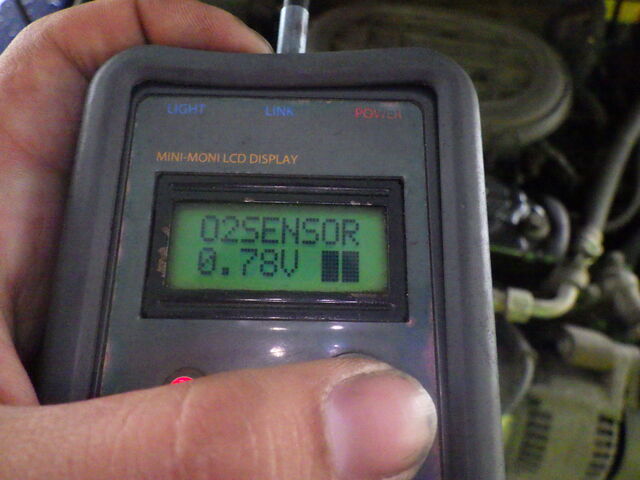 LIGHT LINK POWER
MINI-MONI LCD DISPLAY
O2SENSOR
0.78V